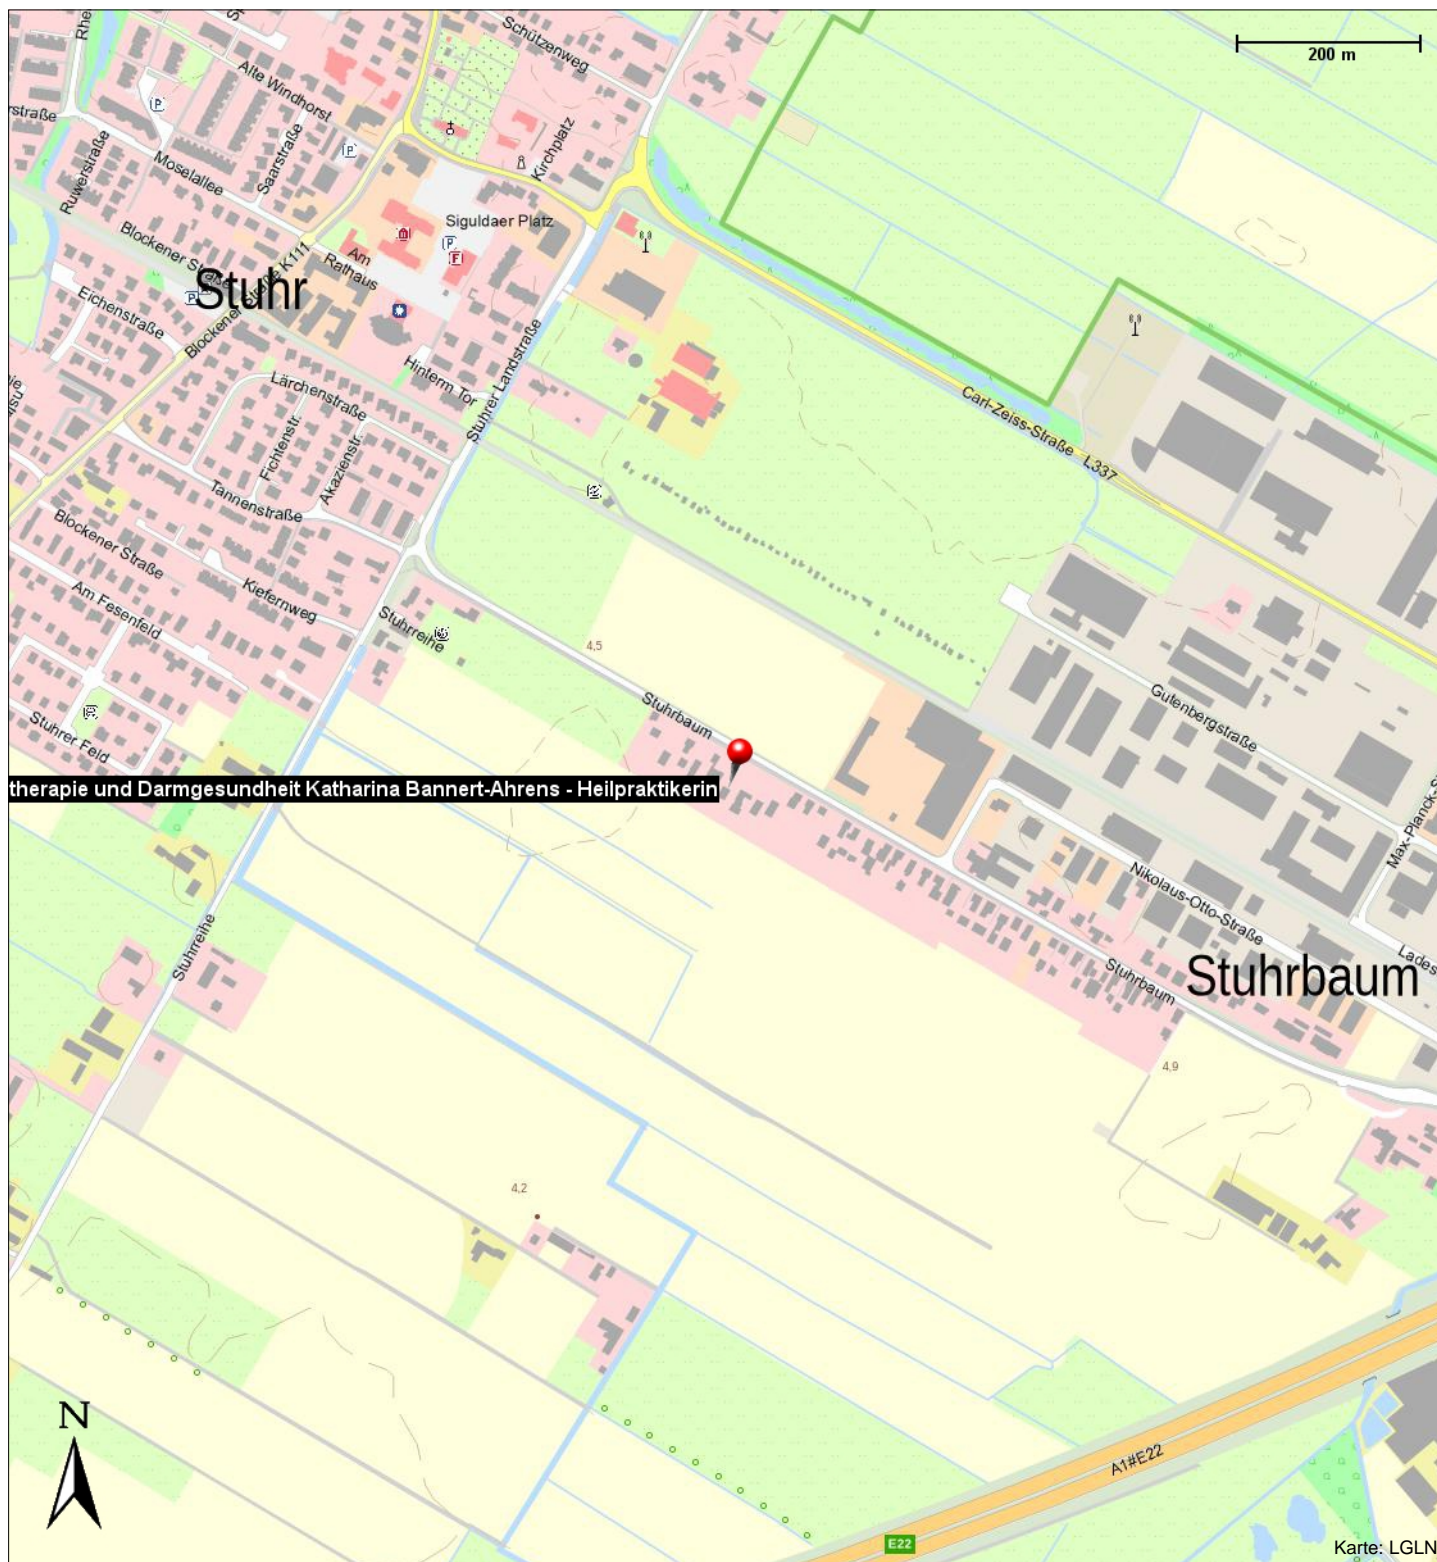 Schützenweg
200 m
Alte Windhorst
Saarstraße
Moselallee
Ruwerstraße
Kirchplatz
Siguldaer Platz
Blockener Straße
Am
Rathaus
Stuhr
Blockener Straße K111
Eichenstraße
Hinterm Tor
Stuhrer Landstraße
Lärchenstraße
Fichtenstr.
Akazienstr.
Tannenstraße
Carl-Zeiss-Straße L337
Blockener Straße
Kiefernweg
Am Fesenfeld
Stuhrreihe
4,5
Stuhrbaum
Gutenbergstraße
Stuhrer Feld
therapie und Darmgesundheit Katharina Bannert-Ahrens - Heilpraktikerin
Max-Planck-S
Nikolaus-Otto-Straße
Stuhrreihe
Lades
Stuhrbaum
Stuhrbaum
4,9
4,2
N
A1#E22
E22
Karte: LGLN